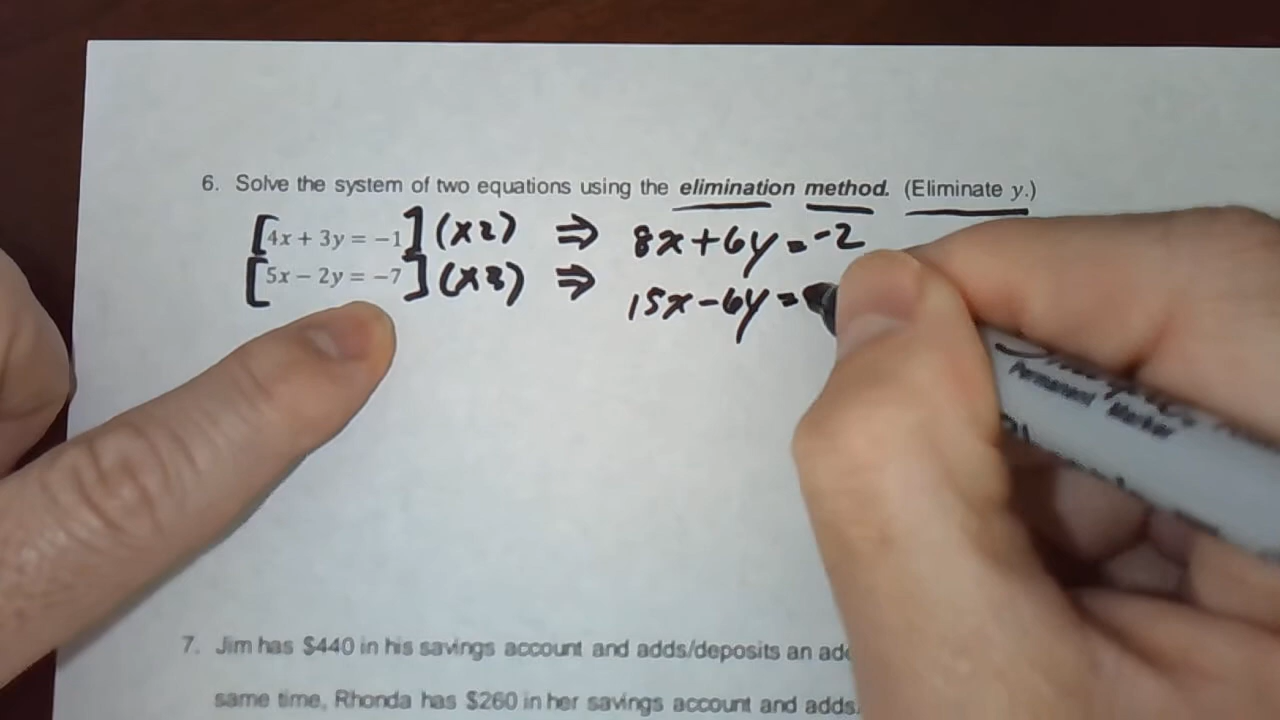 6. Solve the system of two equations using the elimination method. (Eliminate y.)
[4x + 3y = −1] (x2) ⇒ 8x+6y=-2
[5x − 2y = −7] (x3) ⇒ 15x-6y=
Permanent Marker
7. Jim has $440 in his savings account and adds/deposits an
same time, Rhonda has $260 in her savings account and adds